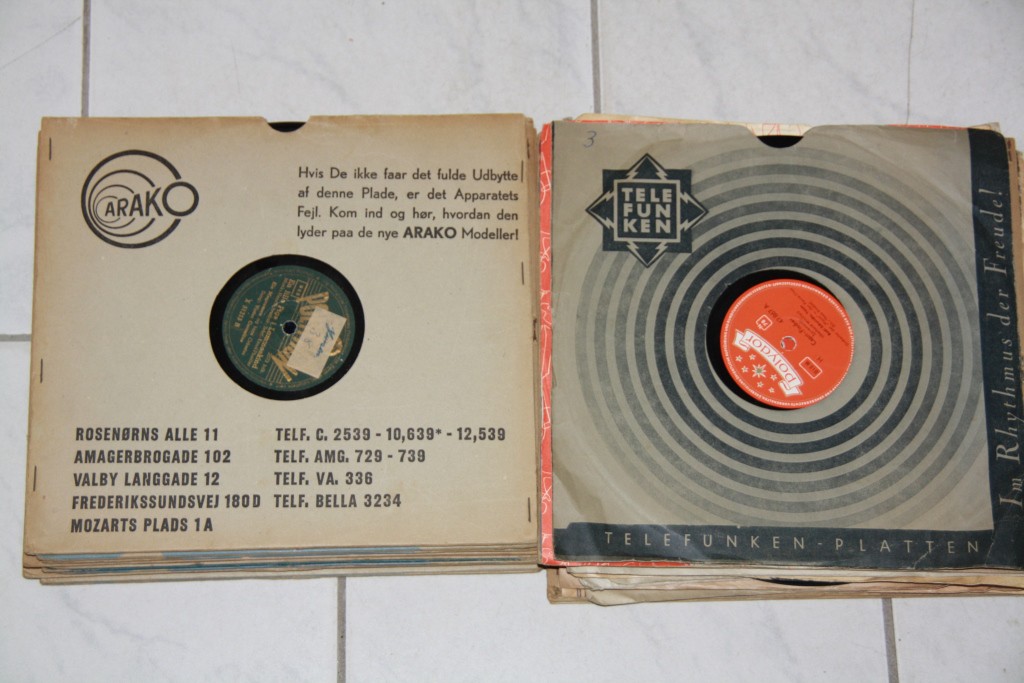 ARAKO
Hvis De ikke faar det fulde Udbytte
af denne Plade, er det Apparatets
Fejl. Kom ind og hør, hvordan den
lyder paa de nye ARAKO Modeller!
ROSENØRNS ALLE 11 TELF. C. 2539 - 10,639* - 12,539
AMAGERBROGADE 102 TELF. AMG. 729 - 739
VALBY LANGGADE 12 TELF. VA. 336
FREDERIKSSUNDSVEJ 180D TELF. BELLA 3234
MOZARTS PLADS 1A
3
TELE
FUN
KEN
POLYDOR
Im Rhythmus der Freude!
TELEFUNKEN-PLATTEN